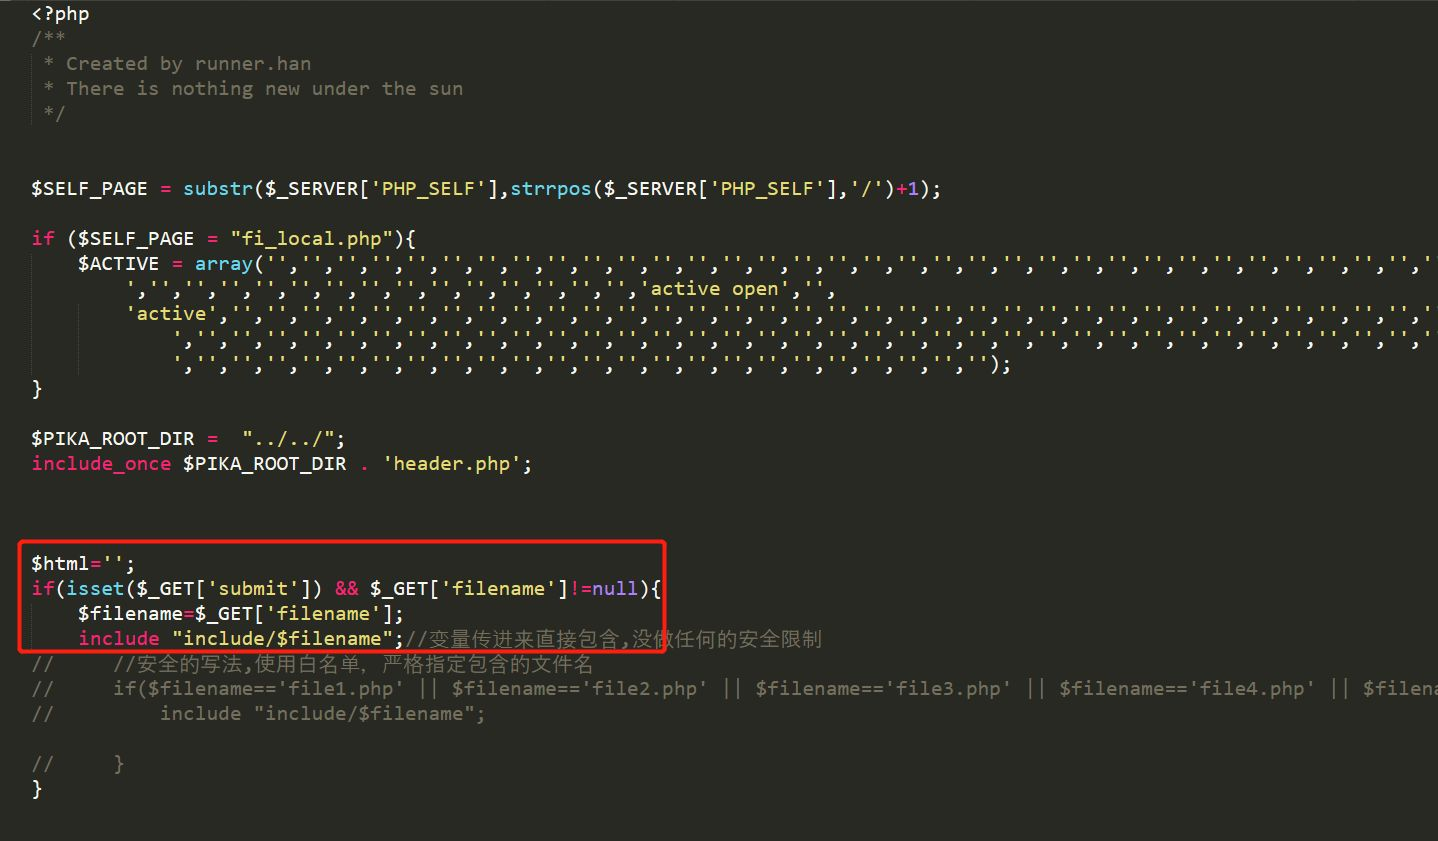 <?php
/**
* Created by runner.han
* There is nothing new under the sun
*/
$SELF_PAGE = substr($_SERVER['PHP_SELF'],strrpos($_SERVER['PHP_SELF'],'/')+1);
if ($SELF_PAGE = "fi_local.php"){
$ACTIVE = array('','','','','','','','','','','','','','','','','','','','','','','','','','','','','','','','','','
','','','','','','','','','','','','','','','active open','',
'active','','','','','','','','','','','','','','','','','','','','','','','','','','','','','','','','','','','
','','','','','','','','','','','','','','','','','','','','','','','','','','','','','','','','','','','','
','','','','','','','','','','','','','','','','','','','','','','','');
}
$PIKA_ROOT_DIR =  "../../";
include_once $PIKA_ROOT_DIR . 'header.php';
$html='';
if(isset($_GET['submit']) && $_GET['filename']!=null){
$filename=$_GET['filename'];
include "include/$filename";//变量传进来直接包含,没做任何的安全限制
//     //安全的写法,使用白名单，严格指定包含的文件名
//     if($filename=='file1.php' || $filename=='file2.php' || $filename=='file3.php' || $filename=='file4.php' || $filena
//         include "include/$filename";
//     }
}